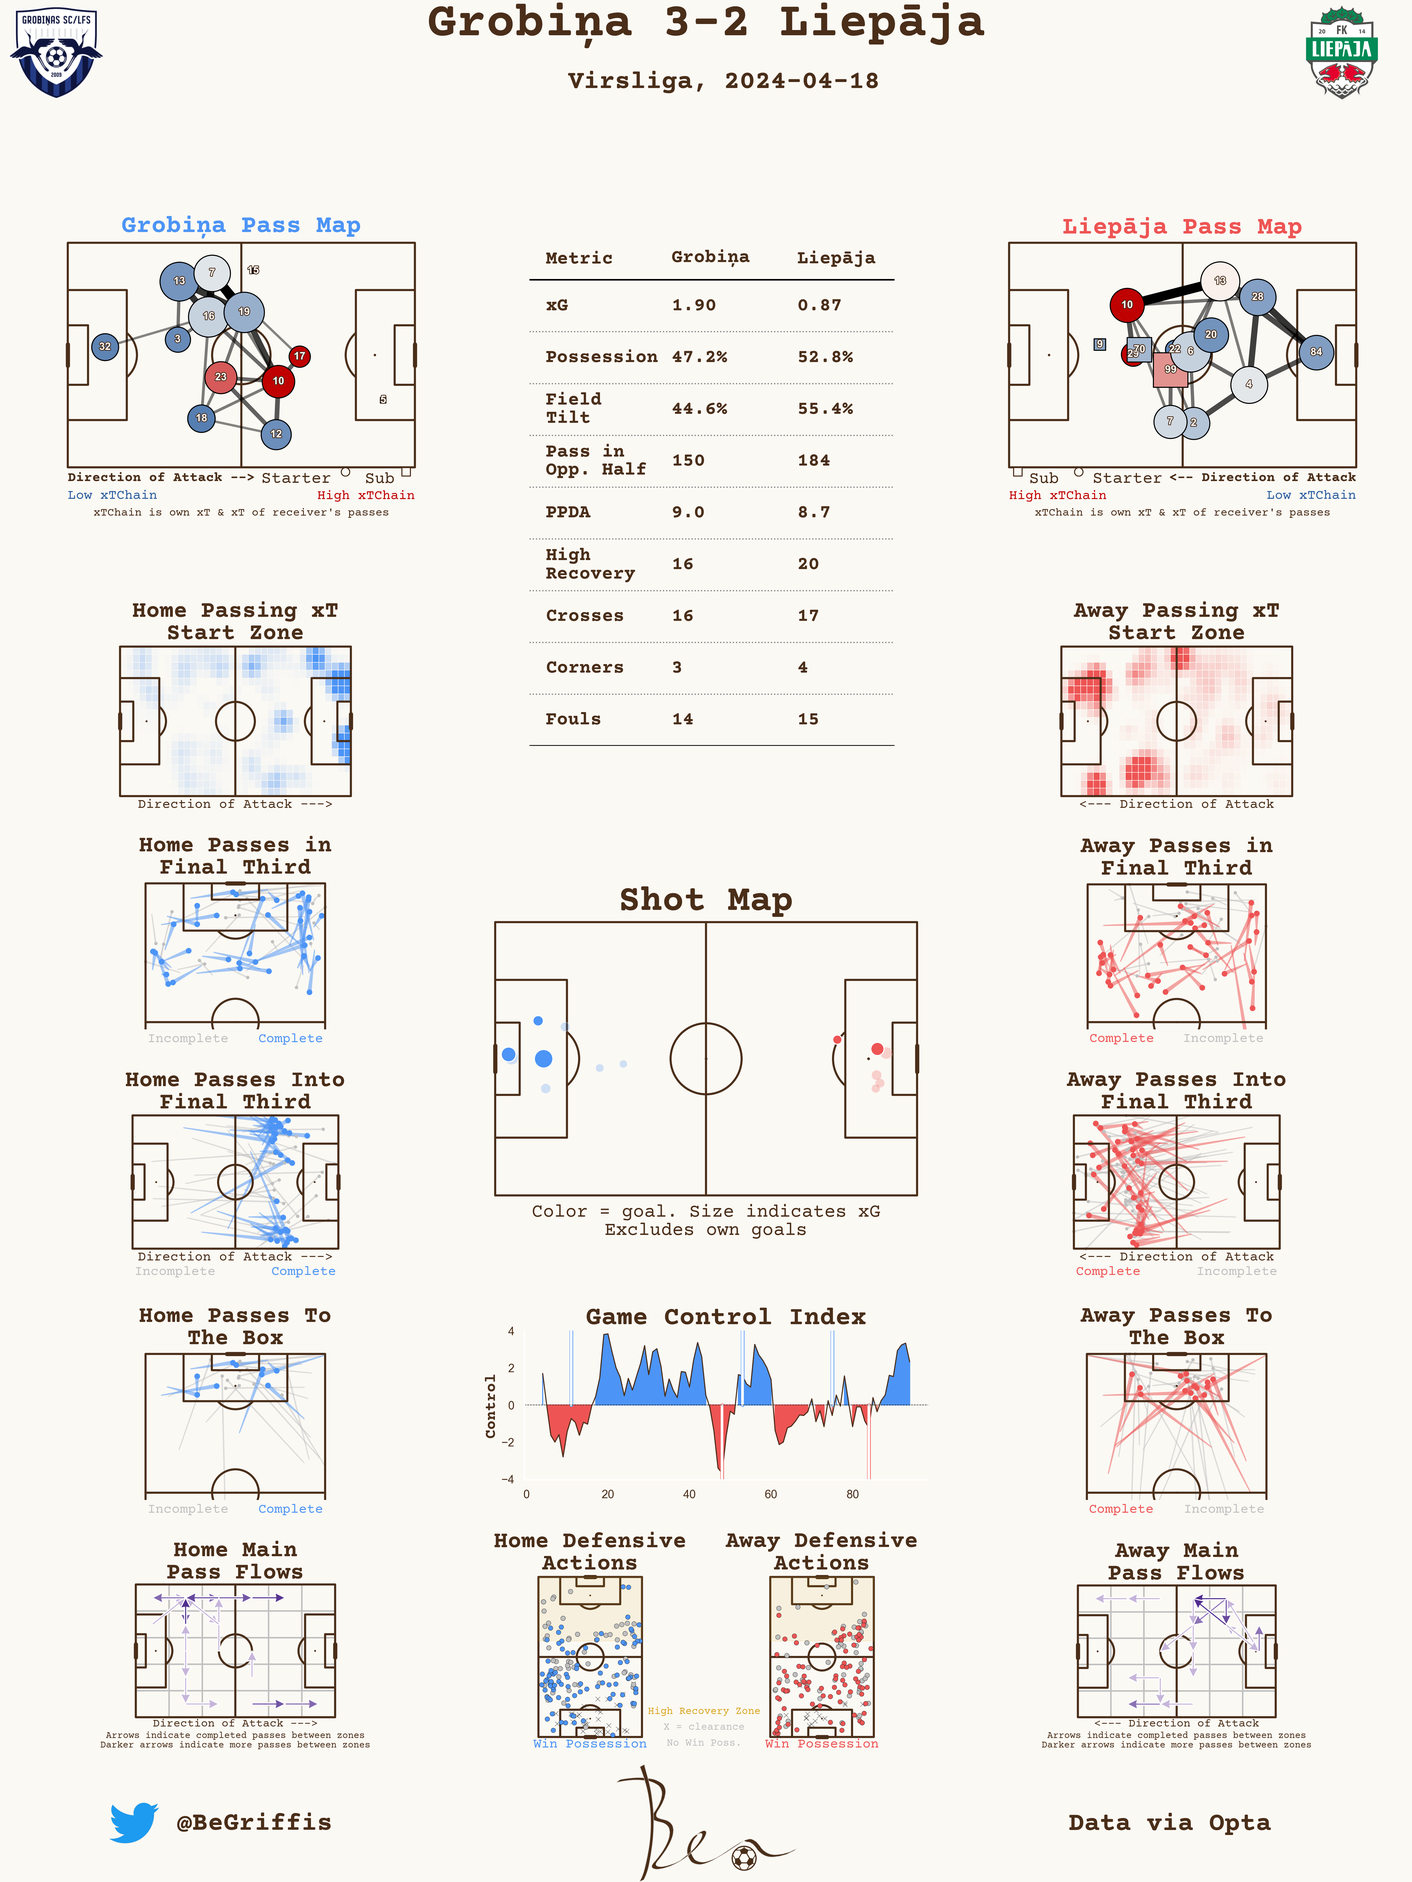 Grobiņa 3-2 Liepāja
Virsliga, 2024-04-18
GROBIŅAS SC/LFS
2009
20 FK 14
LIEPĀJA
Grobiņa Pass Map
13
7
15
16
19
3
32
17
23
10
18
12
5
Direction of Attack --> Starter Sub
Low xTChain High xTChain
xTChain is own xT & xT of receiver's passes
Metric Grobiņa Liepāja
xG 1.90 0.87
Possession 47.2% 52.8%
Field
Tilt 44.6% 55.4%
Pass in
Opp. Half 150 184
PPDA 9.0 8.7
High
Recovery 16 20
Crosses 16 17
Corners 3 4
Fouls 14 15
Liepāja Pass Map
13
28
10
20
9
70
22
6
84
99
4
7
2
Sub Starter <-- Direction of Attack
High xTChain Low xTChain
xTChain is own xT & xT of receiver's passes
Home Passing xT
Start Zone
Direction of Attack --->
Away Passing xT
Start Zone
<--- Direction of Attack
Home Passes in
Final Third
Incomplete Complete
Away Passes in
Final Third
Complete Incomplete
Shot Map
Color = goal. Size indicates xG
Excludes own goals
Home Passes Into
Final Third
Direction of Attack --->
Incomplete Complete
Away Passes Into
Final Third
<--- Direction of Attack
Complete Incomplete
Home Passes To
The Box
Incomplete Complete
Game Control Index
Control
4
2
0
−2
−4
0 20 40 60 80
Away Passes To
The Box
Complete Incomplete
Home Main
Pass Flows
Direction of Attack --->
Arrows indicate completed passes between zones
Darker arrows indicate more passes between zones
Home Defensive
Actions
Win Possession
Away Defensive
Actions
Win Possession
High Recovery Zone
X = clearance
No Win Poss.
Away Main
Pass Flows
<--- Direction of Attack
Arrows indicate completed passes between zones
Darker arrows indicate more passes between zones
@BeGriffis
Ben
Data via Opta